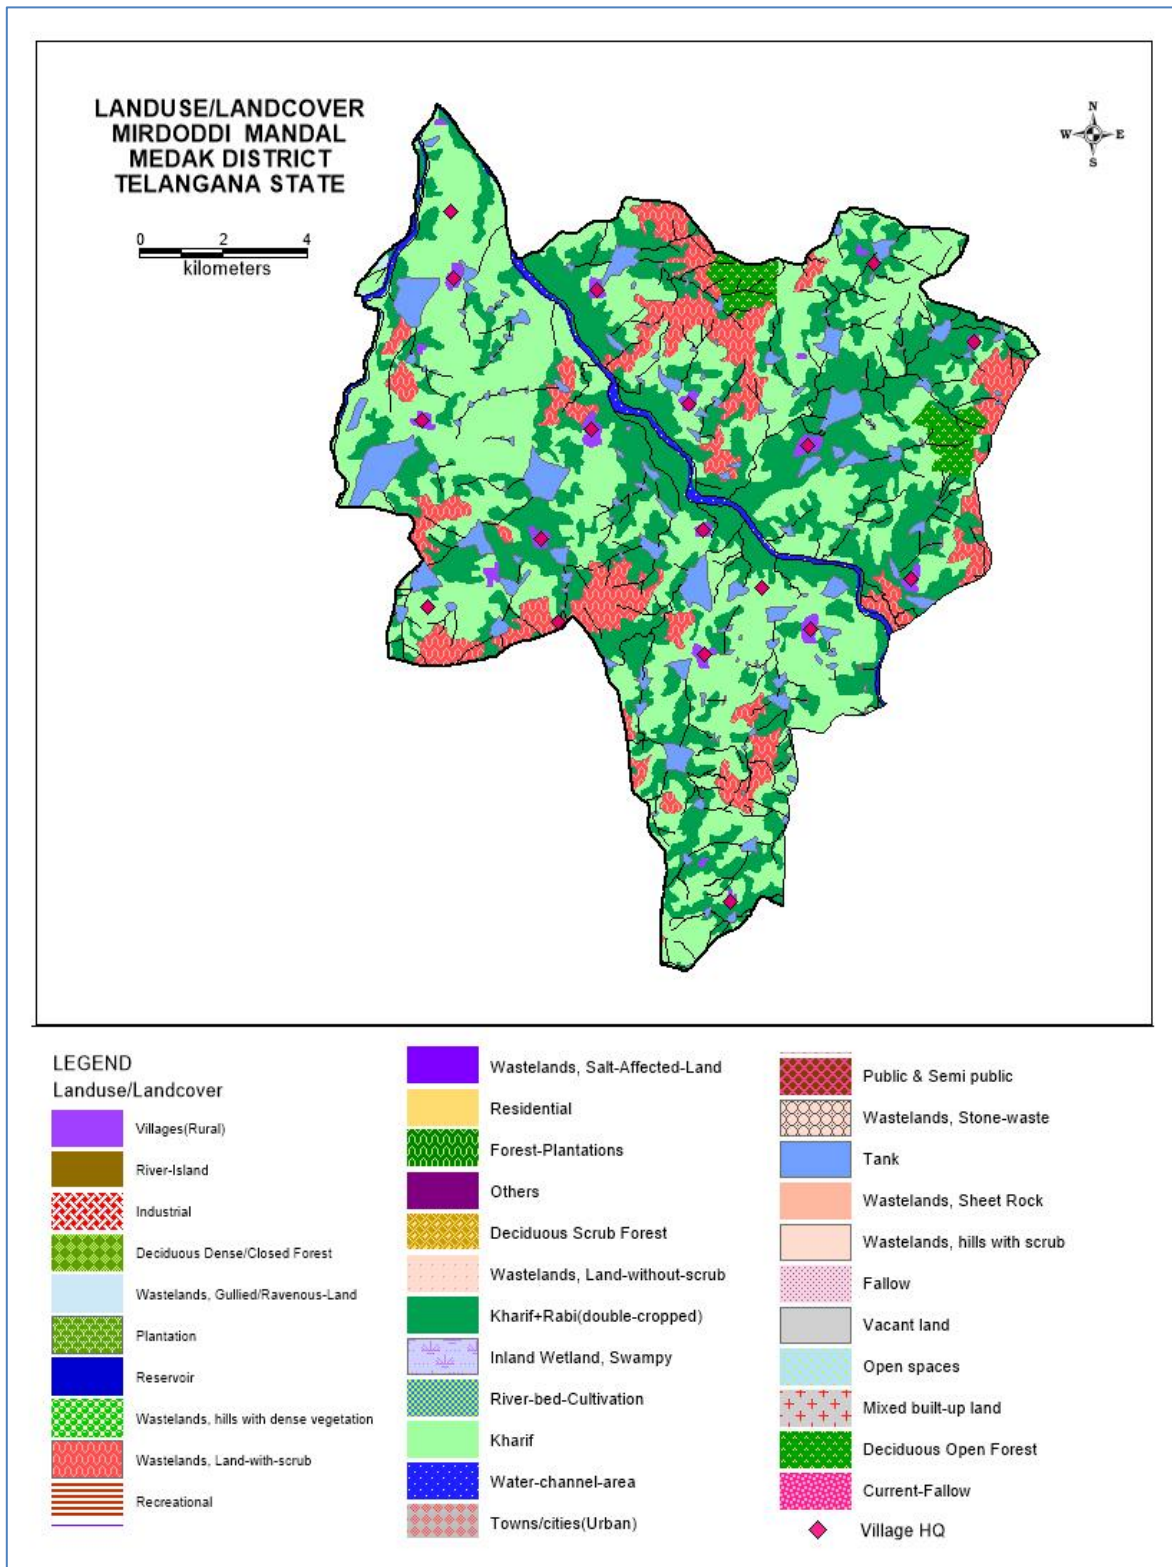 LANDUSE/LANDCOVER
MIRDODDI MANDAL
MEDAK DISTRICT
TELANGANA STATE
0 2 4
kilometers
N
W E
S
LEGEND
Landuse/Landcover
Villages(Rural)
River-Island
Industrial
Deciduous Dense/Closed Forest
Wastelands, Gullied/Ravenous-Land
Plantation
Reservoir
Wastelands, hills with dense vegetation
Wastelands, Land-with-scrub
Recreational
Wastelands, Salt-Affected-Land
Residential
Forest-Plantations
Others
Deciduous Scrub Forest
Wastelands, Land-without-scrub
Kharif+Rabi(double-cropped)
Inland Wetland, Swampy
River-bed-Cultivation
Kharif
Water-channel-area
Towns/cities(Urban)
Public & Semi public
Wastelands, Stone-waste
Tank
Wastelands, Sheet Rock
Wastelands, hills with scrub
Fallow
Vacant land
Open spaces
Mixed built-up land
Deciduous Open Forest
Current-Fallow
Village HQ